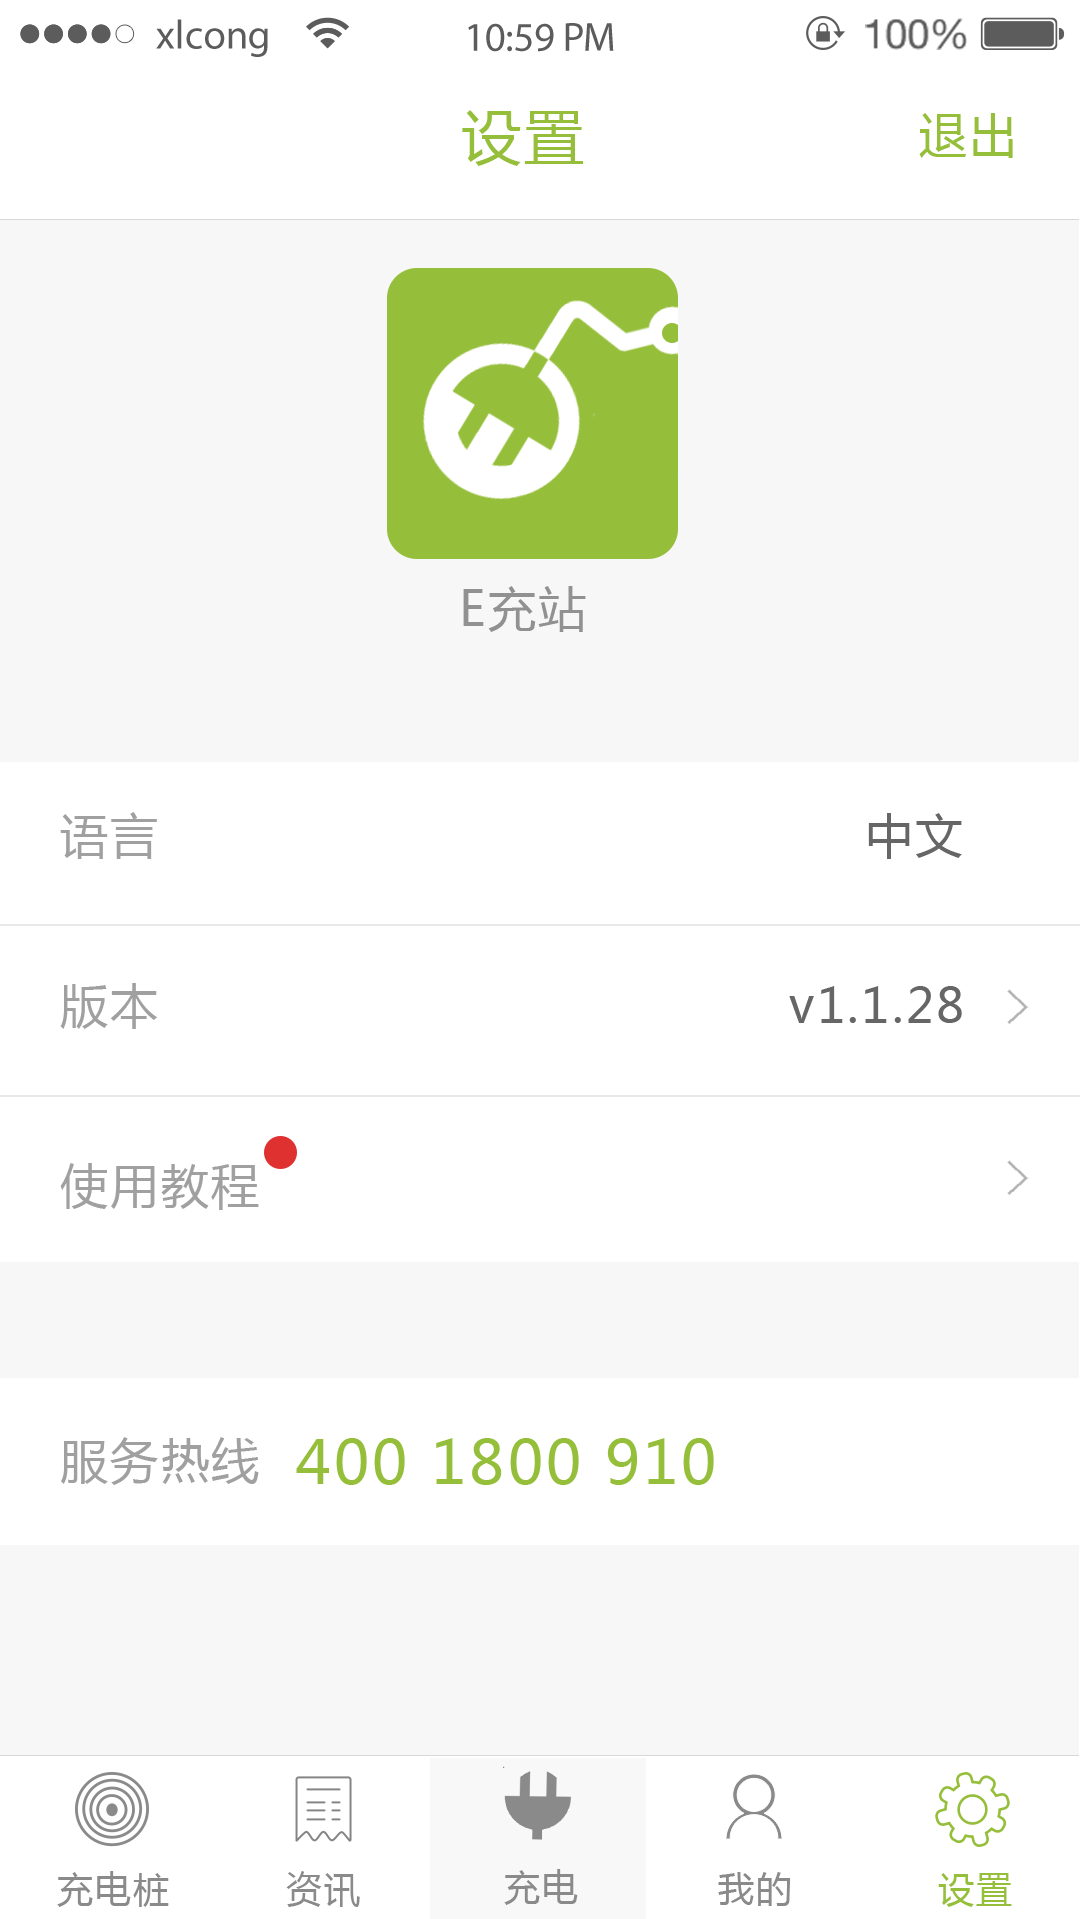 xlcong 10:59 PM 100%
设置 退出
E充站
语言 中文
版本 v1.1.28
使用教程
服务热线 400 1800 910
充电桩 资讯 充电 我的 设置